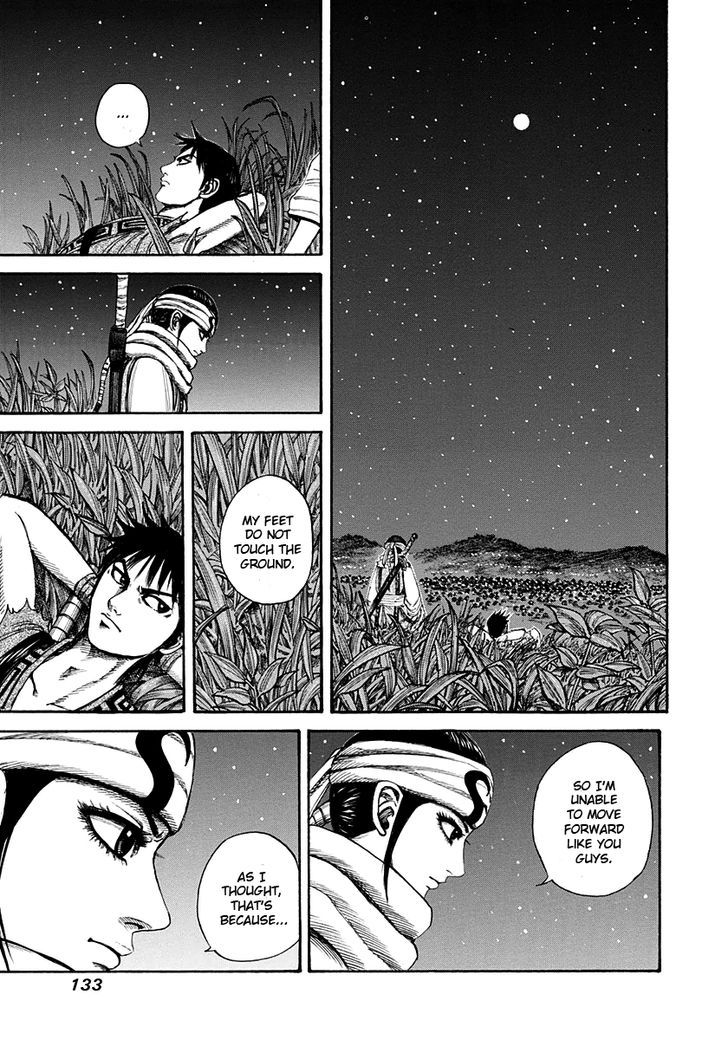 ...
MY FEET
DO NOT
TOUCH THE
GROUND.
SO I'M
UNABLE
TO MOVE
FORWARD
LIKE YOU
GUYS.
AS I
THOUGHT,
THAT'S
BECAUSE...
133